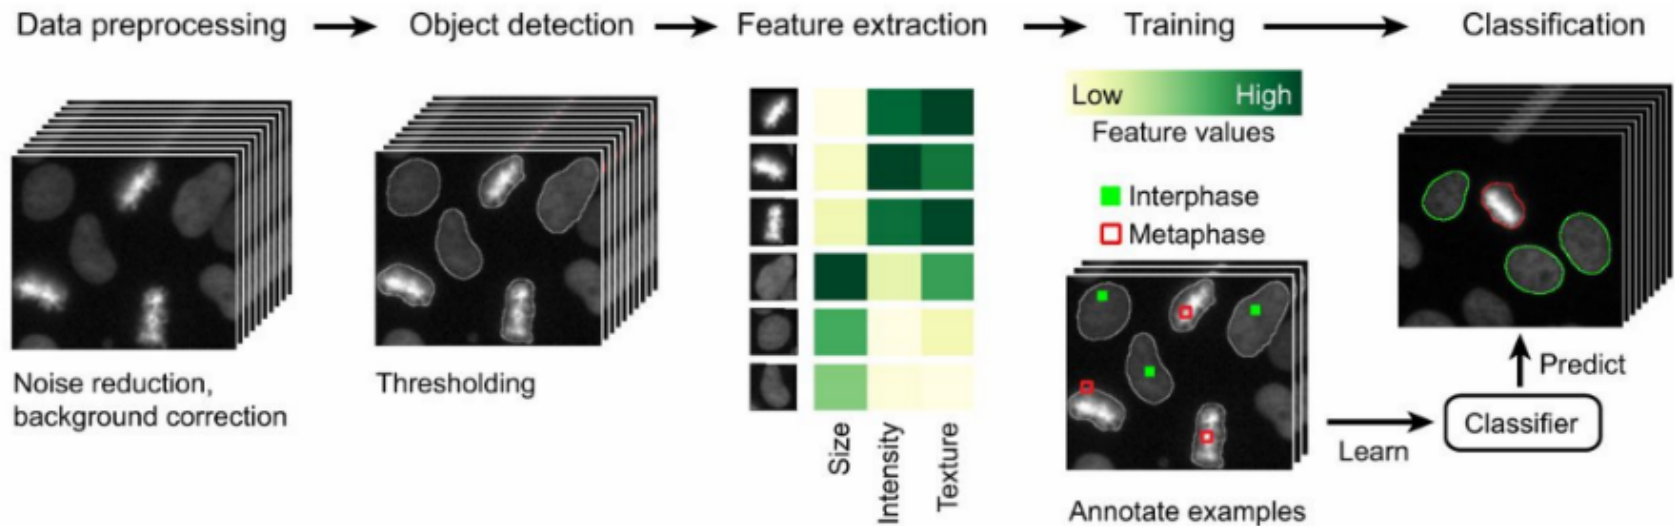 Data preprocessing
Object detection
Feature extraction
Training
Classification
Noise reduction,
background correction
Thresholding
Size
Intensity
Texture
Low
High
Feature values
Interphase
Metaphase
Annotate examples
Learn
Classifier
Predict